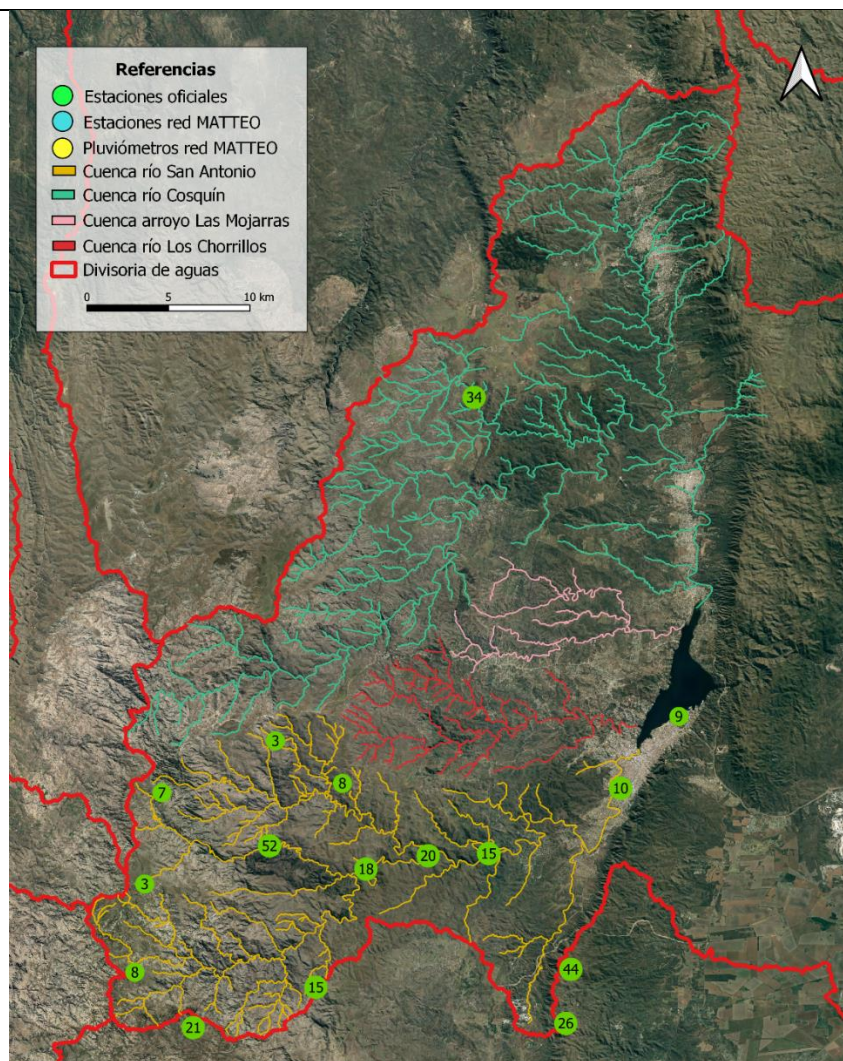 Referencias
Estaciones oficiales
Estaciones red MATTEO
Pluviómetros red MATTEO
Cuenca río San Antonio
Cuenca río Cosquín
Cuenca arroyo Las Mojarras
Cuenca río Los Chorrillos
Divisoria de aguas
0 5 10 km
34
9
3
8
7
10
52
18
20
15
3
8
15
44
21
26